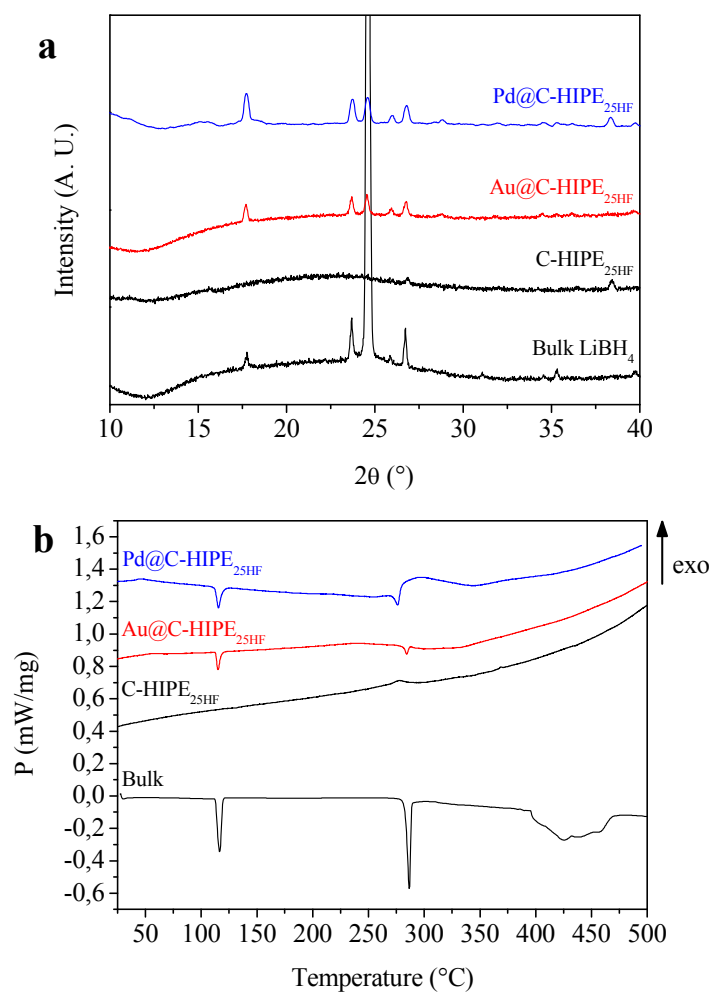 a
Pd@C-HIPE25HF
Au@C-HIPE25HF
C-HIPE25HF
Bulk LiBH4
Intensity (A. U.)
10 15 20 25 30 35 40
2θ (°)
b
1,6
1,4
1,2
1,0
0,8
0,6
0,4
0,2
0,0
-0,2
-0,4
-0,6
Pd@C-HIPE25HF
Au@C-HIPE25HF
C-HIPE25HF
Bulk
exo
P (mW/mg)
50 100 150 200 250 300 350 400 450 500
Temperature (°C)